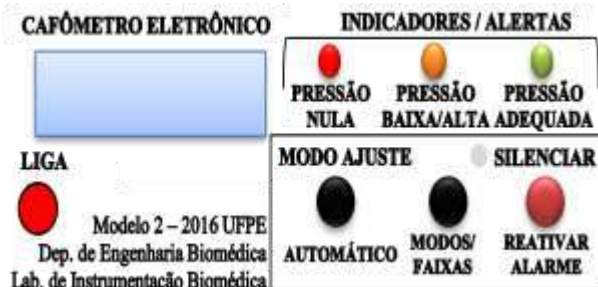 CAFÔMETRO ELETRÔNICO
INDICADORES / ALERTAS
PRESSÃO NULA
PRESSÃO BAIXA/ALTA
PRESSÃO ADEQUADA
LIGA
Modelo 2 – 2016 UFPE
Dep. de Engenharia Biomédica
Lab. de Instrumentação Biomédica
MODO AJUSTE
SILENCIAR
AUTOMÁTICO
MODOS/
FAIXAS
REATIVAR
ALARME